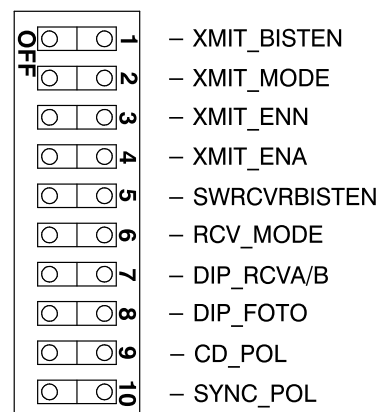 OFF
1 – XMIT_BISTEN
2 – XMIT_MODE
3 – XMIT_ENN
4 – XMIT_ENA
5 – SWRCVRBISTEN
6 – RCV_MODE
7 – DIP_RCVA/B
8 – DIP_FOTO
9 – CD_POL
10 – SYNC_POL